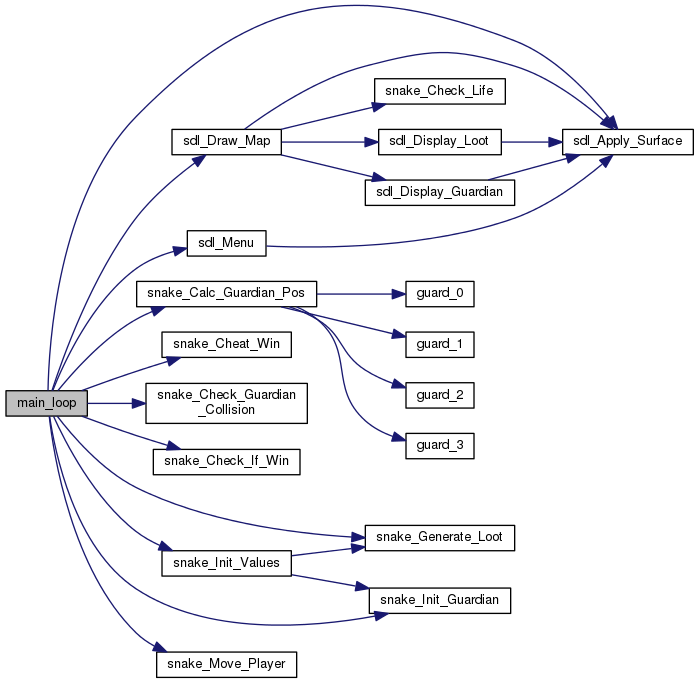 snake_Check_Life
sdl_Draw_Map
sdl_Display_Loot
sdl_Apply_Surface
sdl_Display_Guardian
sdl_Menu
snake_Calc_Guardian_Pos
guard_0
snake_Cheat_Win
guard_1
main_loop
snake_Check_Guardian
_Collision
guard_2
snake_Check_If_Win
guard_3
snake_Generate_Loot
snake_Init_Values
snake_Init_Guardian
snake_Move_Player